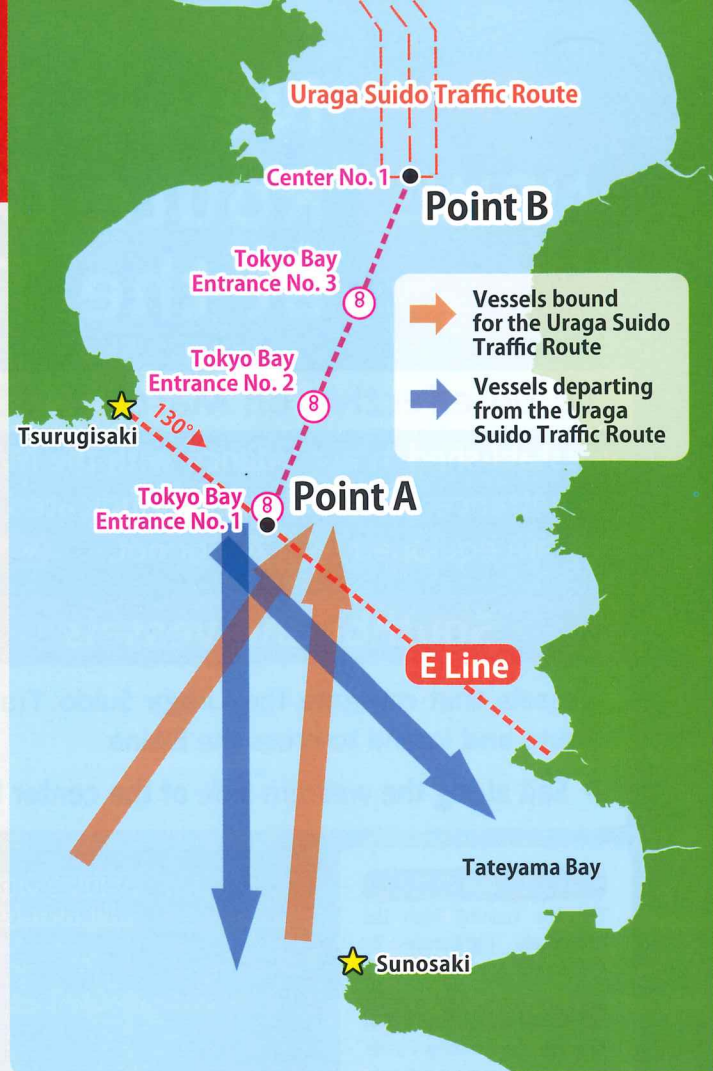 Uraga Suido Traffic Route
Center No. 1
Point B
Tokyo Bay
Entrance No. 3
8
Vessels bound
for the Uraga Suido
Traffic Route
Tokyo Bay
Entrance No. 2
8
Vessels departing
from the Uraga
Suido Traffic Route
Tsurugisaki
130°
Tokyo Bay
Entrance No. 1
8
Point A
E Line
Tateyama Bay
Sunosaki